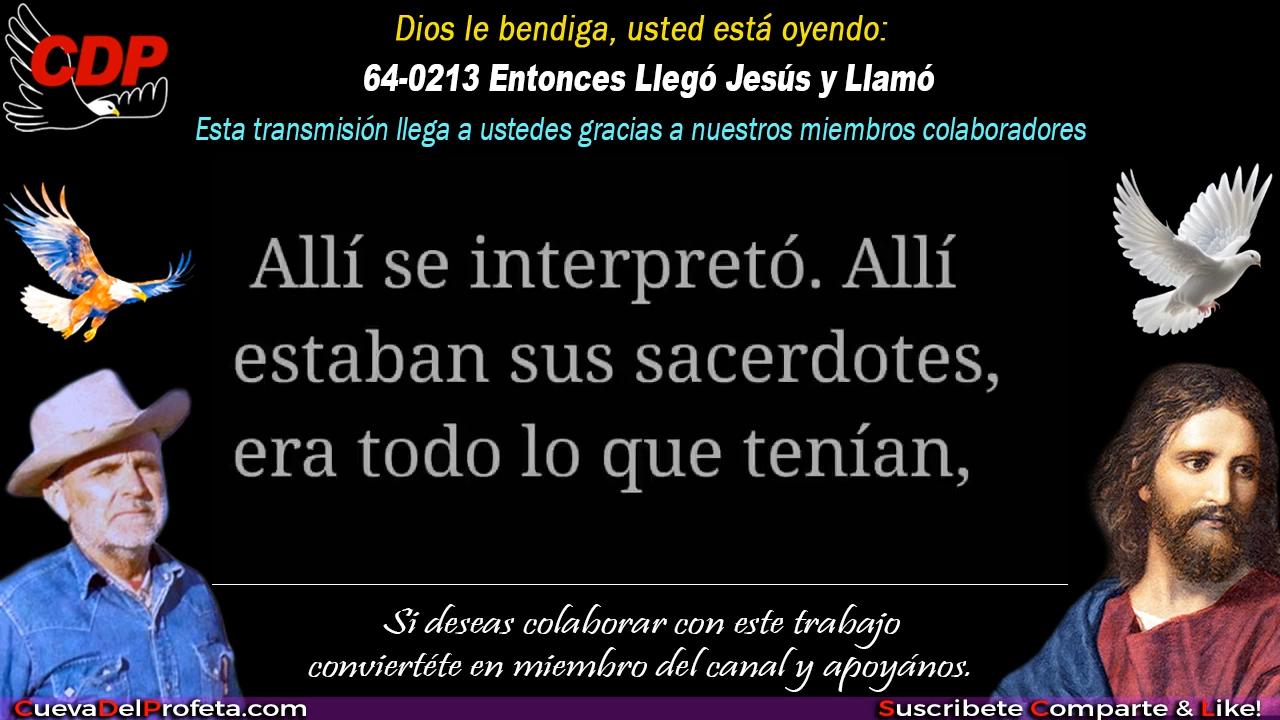 CDP
Dios le bendiga, usted está oyendo:
64-0213 Entonces Llegó Jesús y Llamó
Esta transmisión llega a ustedes gracias a nuestros miembros colaboradores
Allí se interpretó. Allí
estaban sus sacerdotes,
era todo lo que tenían,
Si deseas colaborar con este trabajo
conviertéte en miembro del canal y apoyános.
CuevaDelProfeta.com
Suscribete Comparte & Like!